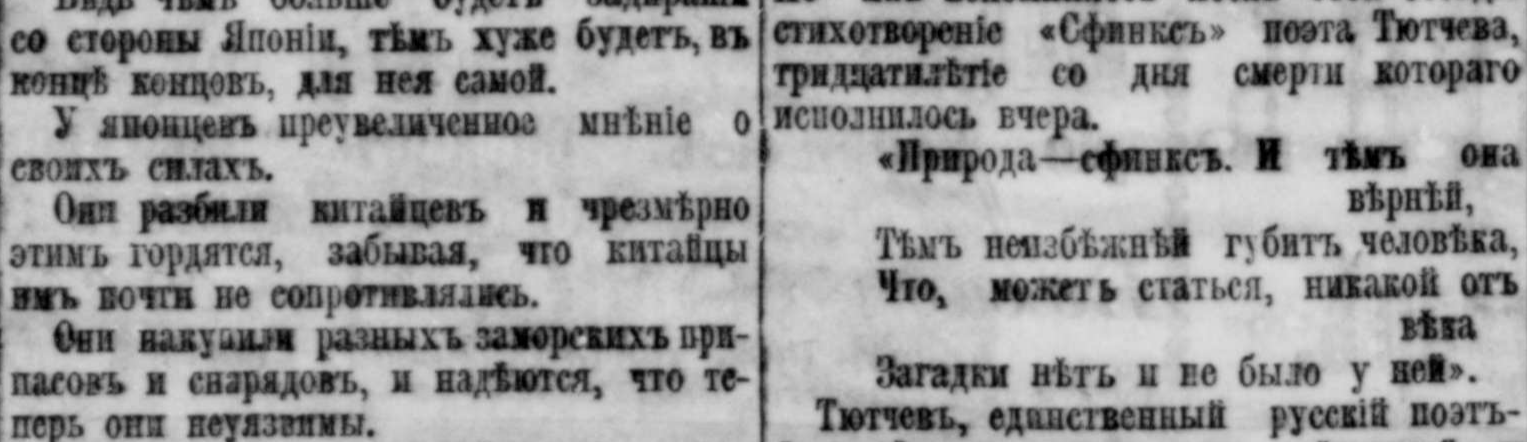 со стороны Японіи, тѣмъ хуже будетъ, въ
концѣ концовъ, для нея самой.
У японцевъ преувеличенное мнѣніе о
своихъ силахъ.
Они разбили китайцевъ и чрезмѣрно
этимъ гордятся, забывая, что китайцы
имъ почти не сопротивлялись.
Они накупили разныхъ заморскихъ при-
пасовъ и снарядовъ, и надѣются, что те-
перь они неуязвимы.
стихотвореніе «Сфинксъ» поэта Тютчева,
тридцатилѣтіе со дня смерти котораго
исполнилось вчера.
«Природа—сфинксъ. И тѣмъ она
вѣрнѣй,
Тѣмъ неизбѣжнѣй губитъ человѣка,
Что, можетъ статься, никакой отъ
вѣка
Загадки нѣтъ и не было у ней».
Тютчевъ, единственный русскій поэтъ-